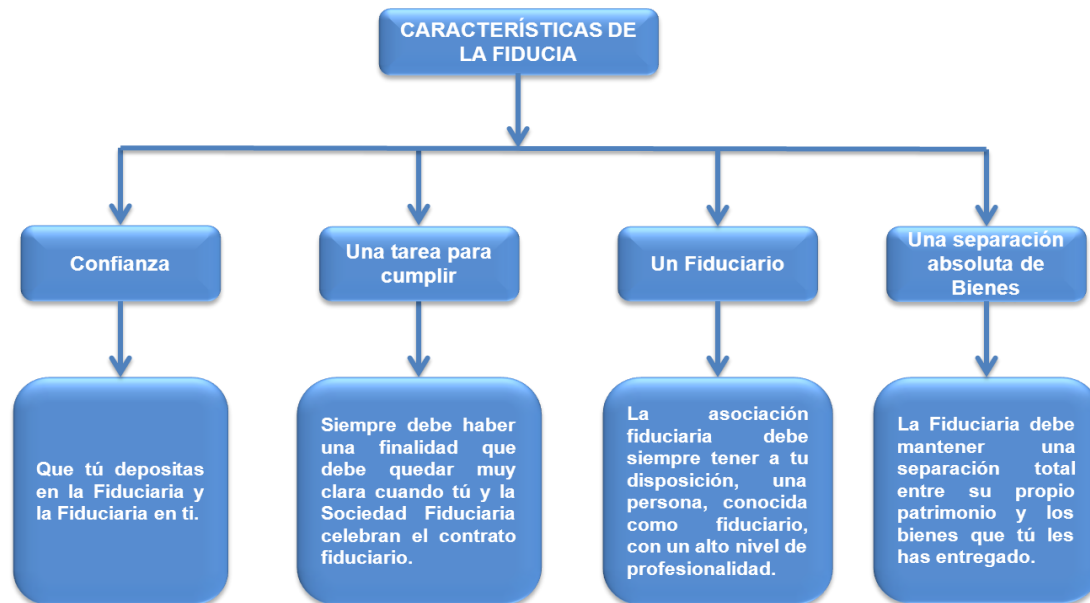 CARACTERÍSTICAS DE
LA FIDUCIA
Confianza
Una tarea para
cumplir
Un Fiduciario
Una separación
absoluta de
Bienes
Que tú depositas
en la Fiduciaria y
la Fiduciaria en ti.
Siempre debe haber
una finalidad que
debe quedar muy
clara cuando tú y la
Sociedad Fiduciaria
celebran el contrato
fiduciario.
La asociación
fiduciaria debe
siempre tener a tu
disposición, una
persona, conocida
como fiduciario,
con un alto nivel de
profesionalidad.
La Fiduciaria debe
mantener una
separación total
entre su propio
patrimonio y los
bienes que tú les
has entregado.